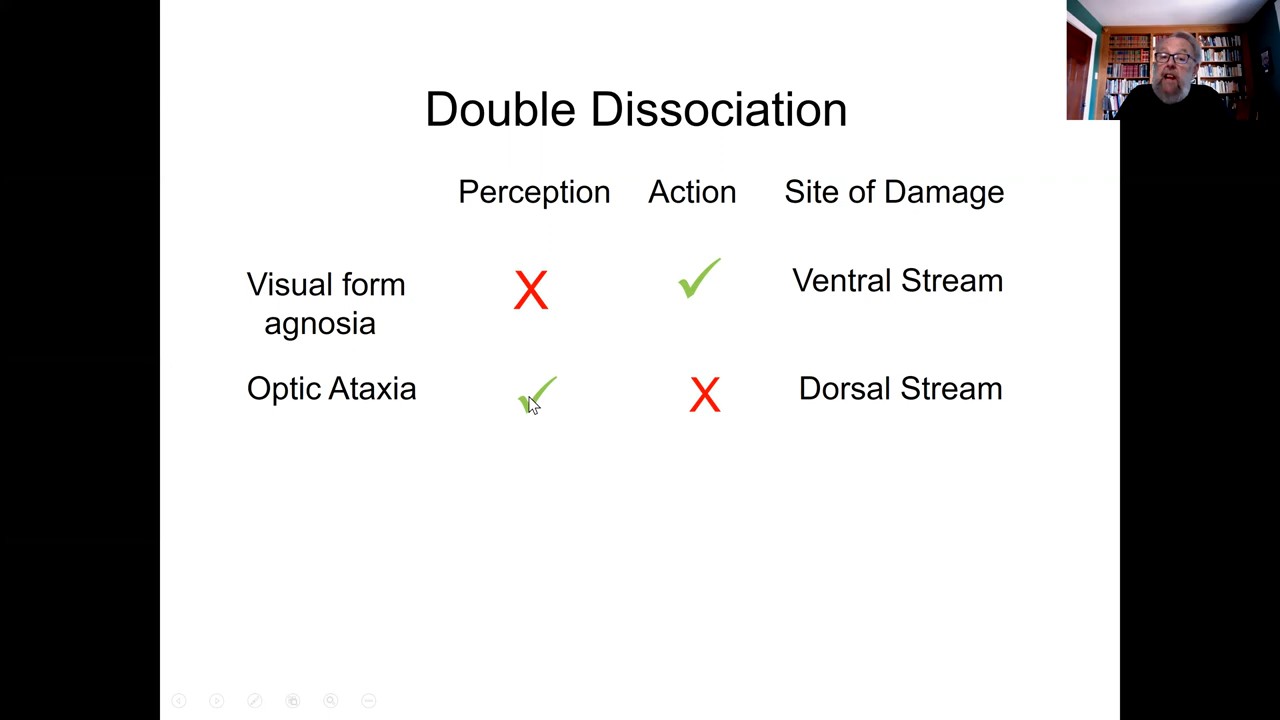 Double Dissociation
Perception Action Site of Damage
Visual form X ✓ Ventral Stream
agnosia
Optic Ataxia ✓ X Dorsal Stream